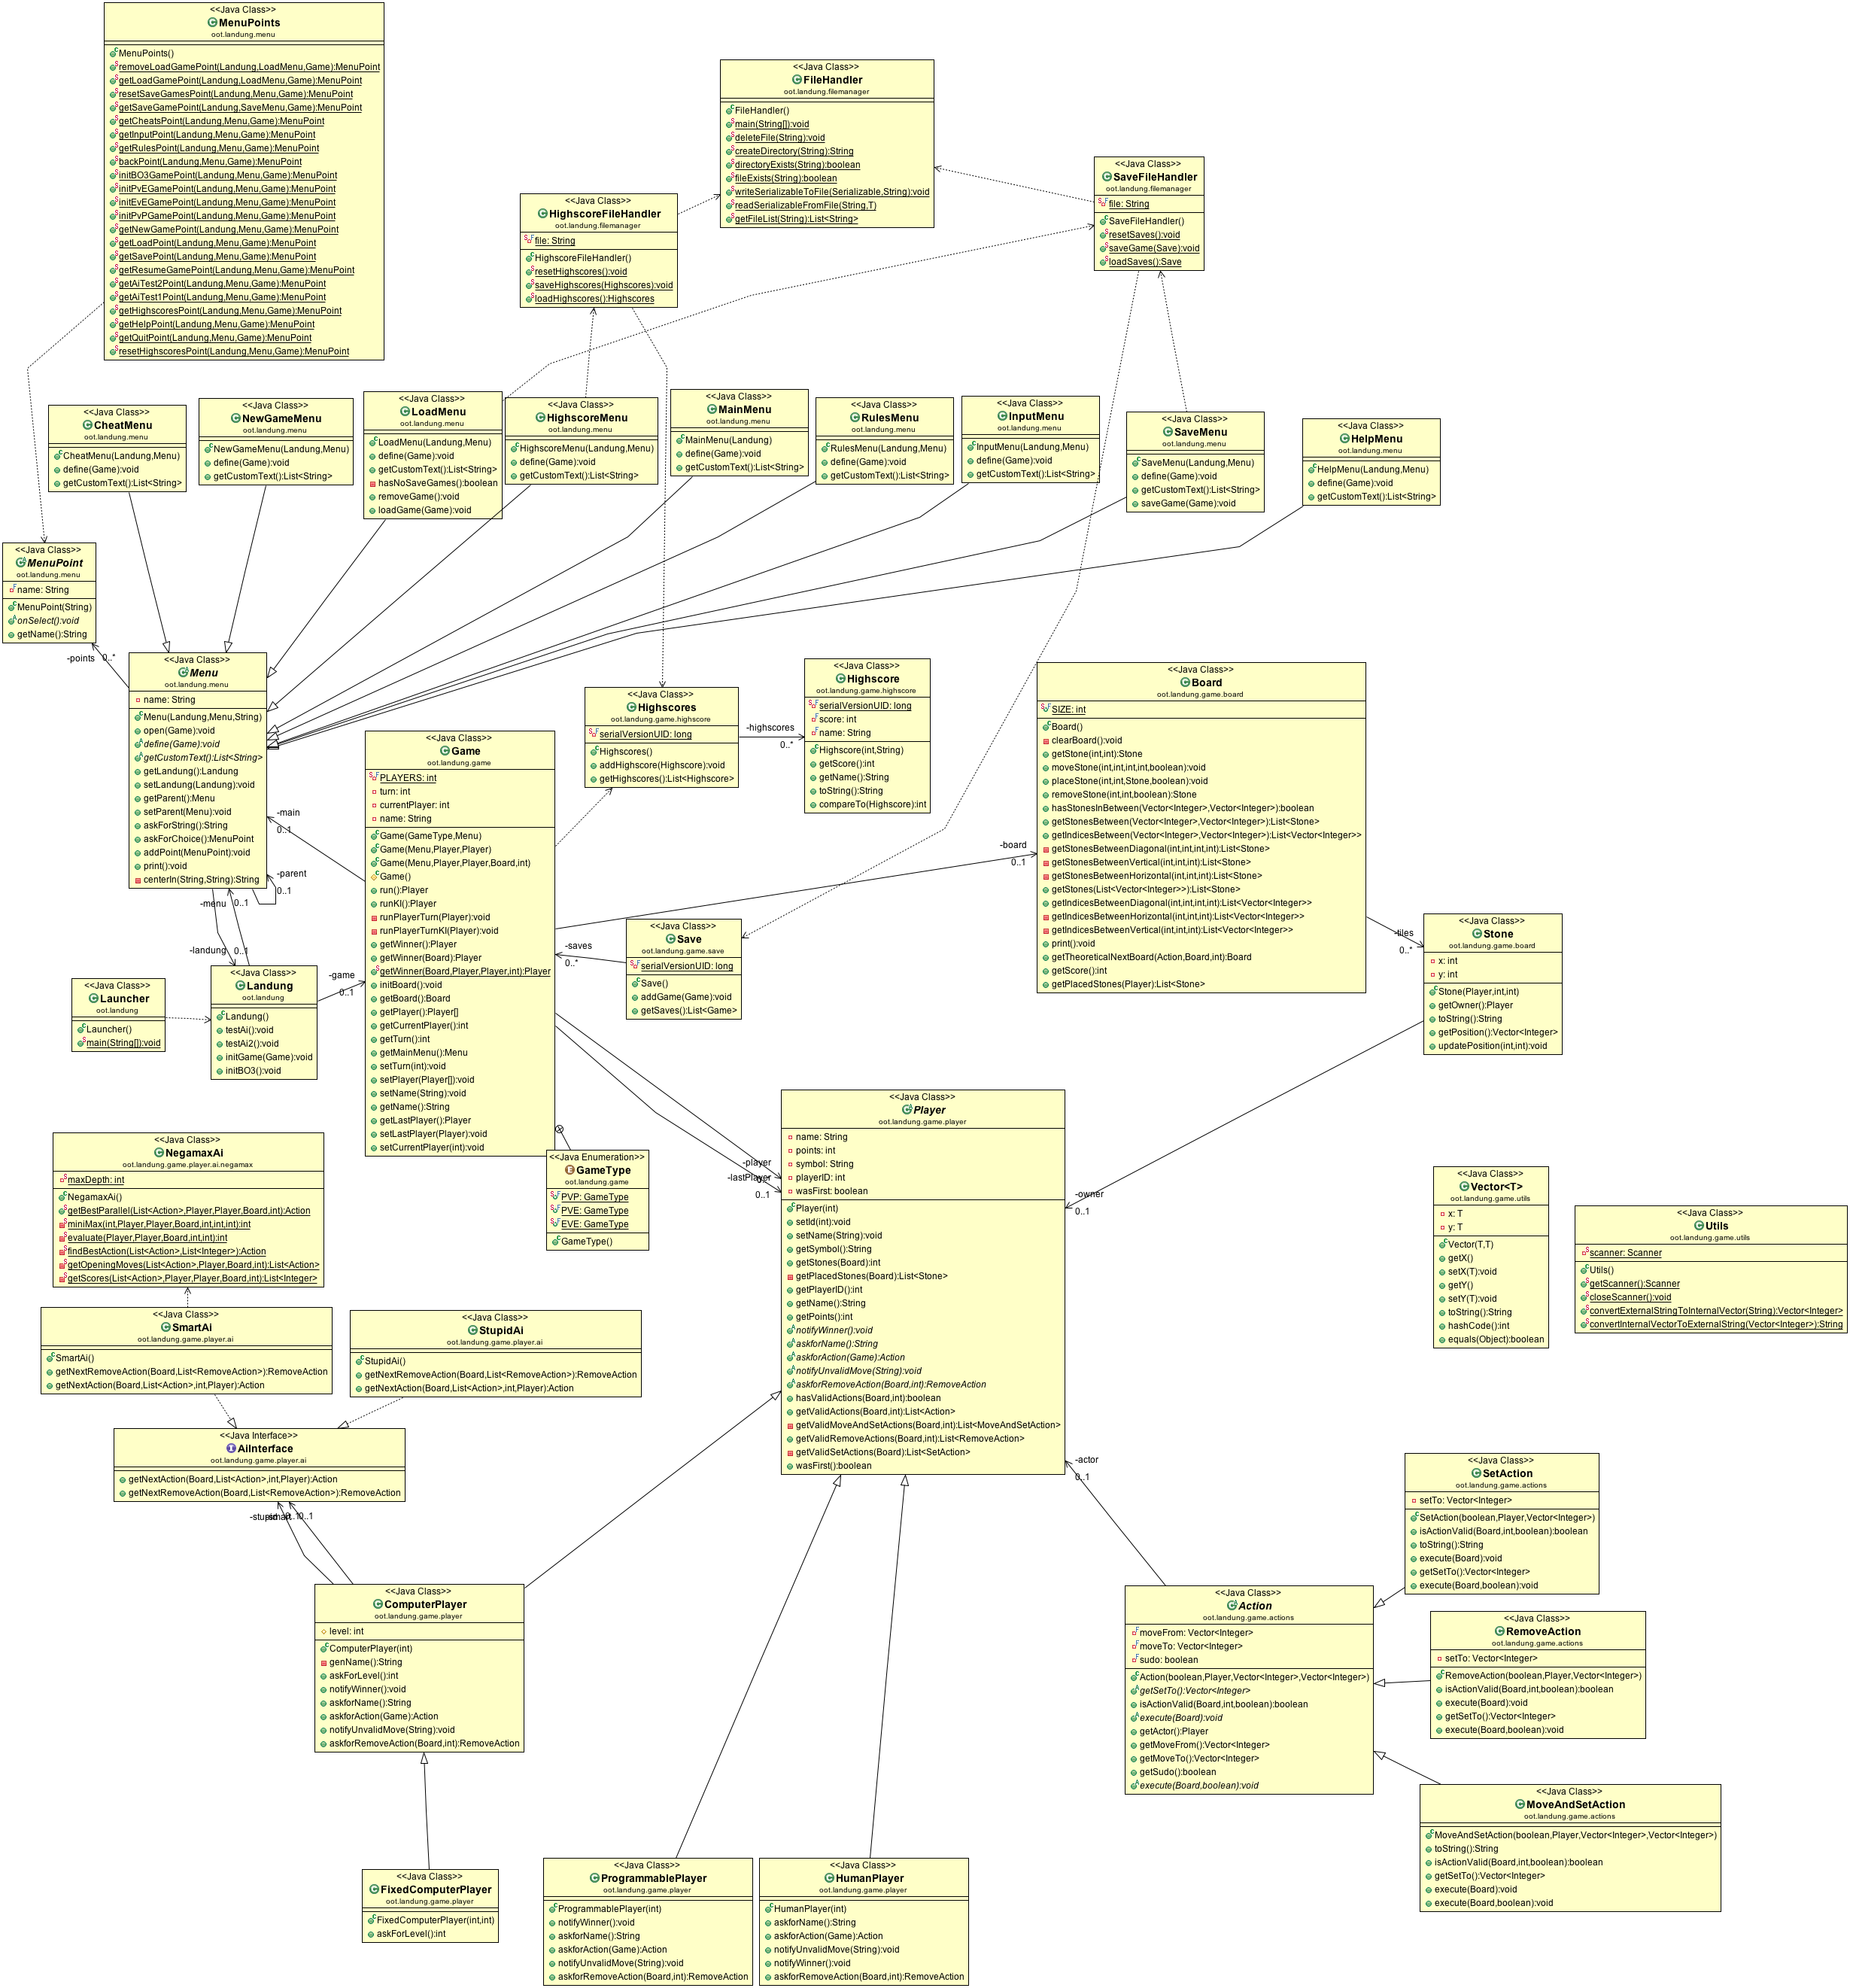 <<Java Class>>
MenuPoints
oot.landung.menu
MenuPoints()
removeLoadGamePoint(Landung,LoadMenu,Game):MenuPoint
getLoadGamePoint(Landung,LoadMenu,Game):MenuPoint
resetSaveGamesPoint(Landung,Menu,Game):MenuPoint
getSaveGamePoint(Landung,SaveMenu,Game):MenuPoint
getCheatsPoint(Landung,Menu,Game):MenuPoint
getInputPoint(Landung,Menu,Game):MenuPoint
getRulesPoint(Landung,Menu,Game):MenuPoint
backPoint(Landung,Menu,Game):MenuPoint
initBO3GamePoint(Landung,Menu,Game):MenuPoint
initPvEGamePoint(Landung,Menu,Game):MenuPoint
initEvEGamePoint(Landung,Menu,Game):MenuPoint
initPvPGamePoint(Landung,Menu,Game):MenuPoint
getNewGamePoint(Landung,Menu,Game):MenuPoint
getLoadPoint(Landung,Menu,Game):MenuPoint
getSavePoint(Landung,Menu,Game):MenuPoint
getResumeGamePoint(Landung,Menu,Game):MenuPoint
getAiTest2Point(Landung,Menu,Game):MenuPoint
getAiTest1Point(Landung,Menu,Game):MenuPoint
getHighscoresPoint(Landung,Menu,Game):MenuPoint
getHelpPoint(Landung,Menu,Game):MenuPoint
getQuitPoint(Landung,Menu,Game):MenuPoint
resetHighscoresPoint(Landung,Menu,Game):MenuPoint
<<Java Class>>
FileHandler
oot.landung.filemanager
FileHandler()
main(String[]):void
deleteFile(String):void
createDirectory(String):String
directoryExists(String):boolean
fileExists(String):boolean
writeSerializableToFile(Serializable,String):void
readSerializableFromFile(String,T)
getFileList(String):List<String>
<<Java Class>>
SaveFileHandler
oot.landung.filemanager
file: String
SaveFileHandler()
resetSaves():void
saveGame(Save):void
loadSaves():Save
<<Java Class>>
HighscoreFileHandler
oot.landung.filemanager
file: String
HighscoreFileHandler()
resetHighscores():void
saveHighscores(Highscores):void
loadHighscores():Highscores
<<Java Class>>
CheatMenu
oot.landung.menu
CheatMenu(Landung,Menu)
define(Game):void
getCustomText():List<String>
<<Java Class>>
NewGameMenu
oot.landung.menu
NewGameMenu(Landung,Menu)
define(Game):void
getCustomText():List<String>
<<Java Class>>
LoadMenu
oot.landung.menu
LoadMenu(Landung,Menu)
define(Game):void
getCustomText():List<String>
hasNoSaveGames():boolean
removeGame():void
loadGame(Game):void
<<Java Class>>
HighscoreMenu
oot.landung.menu
HighscoreMenu(Landung,Menu)
define(Game):void
getCustomText():List<String>
<<Java Class>>
MainMenu
oot.landung.menu
MainMenu(Landung)
define(Game):void
getCustomText():List<String>
<<Java Class>>
RulesMenu
oot.landung.menu
RulesMenu(Landung,Menu)
define(Game):void
getCustomText():List<String>
<<Java Class>>
InputMenu
oot.landung.menu
InputMenu(Landung,Menu)
define(Game):void
getCustomText():List<String>
<<Java Class>>
SaveMenu
oot.landung.menu
SaveMenu(Landung,Menu)
define(Game):void
getCustomText():List<String>
saveGame(Game):void
<<Java Class>>
HelpMenu
oot.landung.menu
HelpMenu(Landung,Menu)
define(Game):void
getCustomText():List<String>
<<Java Class>>
MenuPoint
oot.landung.menu
name: String
MenuPoint(String)
onSelect():void
getName():String
-points 0..*
<<Java Class>>
Menu
oot.landung.menu
name: String
Menu(Landung,Menu,String)
open(Game):void
define(Game):void
getCustomText():List<String>
getLandung():Landung
setLandung(Landung):void
getParent():Menu
setParent(Menu):void
askForString():String
askForChoice():MenuPoint
addPoint(MenuPoint):void
print():void
centerIn(String,String):String
-main
0..1
-parent
0..1
-menu 0..1
-landung 0..1
<<Java Class>>
Game
oot.landung.game
PLAYERS: int
turn: int
currentPlayer: int
name: String
Game(GameType,Menu)
Game(Menu,Player,Player)
Game(Menu,Player,Player,Board,int)
Game()
run():Player
runKI():Player
runPlayerTurn(Player):void
runPlayerTurnKI(Player):void
getWinner():Player
getWinner(Board):Player
getWinner(Board,Player,Player,int):Player
initBoard():void
getBoard():Board
getPlayer():Player[]
getCurrentPlayer():int
getTurn():int
getMainMenu():Menu
setTurn(int):void
setPlayer(Player[]):void
setName(String):void
getName():String
getLastPlayer():Player
setLastPlayer(Player):void
setCurrentPlayer(int):void
<<Java Class>>
Highscores
oot.landung.game.highscore
serialVersionUID: long
Highscores()
addHighscore(Highscore):void
getHighscores():List<Highscore>
-highscores
0..*
<<Java Class>>
Highscore
oot.landung.game.highscore
serialVersionUID: long
score: int
name: String
Highscore(int,String)
getScore():int
getName():String
toString():String
compareTo(Highscore):int
<<Java Class>>
Board
oot.landung.game.board
SIZE: int
Board()
clearBoard():void
getStone(int,int):Stone
moveStone(int,int,int,int,boolean):void
placeStone(int,int,Stone,boolean):void
removeStone(int,int,boolean):Stone
hasStonesInBetween(Vector<Integer>,Vector<Integer>):boolean
getStonesBetween(Vector<Integer>,Vector<Integer>):List<Stone>
getIndicesBetween(Vector<Integer>,Vector<Integer>):List<Vector<Integer>>
getStonesBetweenDiagonal(int,int,int,int):List<Stone>
getStonesBetweenVertical(int,int,int):List<Stone>
getStonesBetweenHorizontal(int,int,int):List<Stone>
getStones(List<Vector<Integer>>):List<Stone>
getIndicesBetweenDiagonal(int,int,int,int):List<Vector<Integer>>
getIndicesBetweenHorizontal(int,int,int):List<Vector<Integer>>
getIndicesBetweenVertical(int,int,int):List<Vector<Integer>>
print():void
getTheoreticalNextBoard(Action,Board,int):Board
getScore():int
getPlacedStones(Player):List<Stone>
-board
0..1
-tiles
0..*
<<Java Class>>
Stone
oot.landung.game.board
x: int
y: int
Stone(Player,int,int)
getOwner():Player
toString():String
getPosition():Vector<Integer>
updatePosition(int,int):void
<<Java Class>>
Save
oot.landung.game.save
serialVersionUID: long
Save()
addGame(Game):void
getSaves():List<Game>
-saves
0..*
<<Java Class>>
Landung
oot.landung
Landung()
testAi():void
testAi2():void
initGame(Game):void
initBO3():void
-game
0..1
<<Java Class>>
Launcher
oot.landung
Launcher()
main(String[]):void
<<Java Class>>
Player
oot.landung.game.player
name: String
points: int
symbol: String
playerID: int
wasFirst: boolean
Player(int)
setId(int):void
setName(String):void
getSymbol():String
getStones(Board):int
getPlacedStones(Board):List<Stone>
getPlayerID():int
getName():String
getPoints():int
notifyWinner():void
askforName():String
askforAction(Game):Action
notifyUnvalidMove(String):void
askforRemoveAction(Board,int):RemoveAction
hasValidActions(Board,int):boolean
getValidActions(Board,int):List<Action>
getValidMoveAndSetActions(Board,int):List<MoveAndSetAction>
getValidRemoveActions(Board,int):List<RemoveAction>
getValidSetActions(Board):List<SetAction>
wasFirst():boolean
-player
-lastPlayer
0..1
-owner
0..1
-actor
0..1
<<Java Enumeration>>
GameType
oot.landung.game
PVP: GameType
PVE: GameType
EVE: GameType
GameType()
<<Java Class>>
NegamaxAi
oot.landung.game.player.ai.negamax
maxDepth: int
NegamaxAi()
getBestParallel(List<Action>,Player,Player,Board,int):Action
miniMax(int,Player,Player,Board,int,int,int):int
evaluate(Player,Player,Board,int,int):int
findBestAction(List<Action>,List<Integer>):Action
getOpeningMoves(List<Action>,Player,Board,int):List<Action>
getScores(List<Action>,Player,Player,Board,int):List<Integer>
<<Java Class>>
Vector<T>
oot.landung.game.utils
x: T
y: T
Vector(T,T)
getX()
setX(T):void
getY()
setY(T):void
toString():String
hashCode():int
equals(Object):boolean
<<Java Class>>
Utils
oot.landung.game.utils
scanner: Scanner
Utils()
getScanner():Scanner
closeScanner():void
convertExternalStringToInternalVector(String):Vector<Integer>
convertInternalVectorToExternalString(Vector<Integer>):String
<<Java Class>>
SmartAi
oot.landung.game.player.ai
SmartAi()
getNextRemoveAction(Board,List<RemoveAction>):RemoveAction
getNextAction(Board,List<Action>,int,Player):Action
<<Java Class>>
StupidAi
oot.landung.game.player.ai
StupidAi()
getNextRemoveAction(Board,List<RemoveAction>):RemoveAction
getNextAction(Board,List<Action>,int,Player):Action
<<Java Interface>>
AiInterface
oot.landung.game.player.ai
getNextAction(Board,List<Action>,int,Player):Action
getNextRemoveAction(Board,List<RemoveAction>):RemoveAction
-stupid
-smart
0..1
<<Java Class>>
ComputerPlayer
oot.landung.game.player
level: int
ComputerPlayer(int)
genName():String
askForLevel():int
notifyWinner():void
askforName():String
askforAction(Game):Action
notifyUnvalidMove(String):void
askforRemoveAction(Board,int):RemoveAction
<<Java Class>>
SetAction
oot.landung.game.actions
setTo: Vector<Integer>
SetAction(boolean,Player,Vector<Integer>)
isActionValid(Board,int,boolean):boolean
toString():String
execute(Board):void
getSetTo():Vector<Integer>
execute(Board,boolean):void
<<Java Class>>
Action
oot.landung.game.actions
moveFrom: Vector<Integer>
moveTo: Vector<Integer>
sudo: boolean
Action(boolean,Player,Vector<Integer>,Vector<Integer>)
getSetTo():Vector<Integer>
isActionValid(Board,int,boolean):boolean
execute(Board):void
getActor():Player
getMoveFrom():Vector<Integer>
getMoveTo():Vector<Integer>
getSudo():boolean
execute(Board,boolean):void
<<Java Class>>
RemoveAction
oot.landung.game.actions
setTo: Vector<Integer>
RemoveAction(boolean,Player,Vector<Integer>)
isActionValid(Board,int,boolean):boolean
execute(Board):void
getSetTo():Vector<Integer>
execute(Board,boolean):void
<<Java Class>>
MoveAndSetAction
oot.landung.game.actions
MoveAndSetAction(boolean,Player,Vector<Integer>,Vector<Integer>)
toString():String
isActionValid(Board,int,boolean):boolean
getSetTo():Vector<Integer>
execute(Board):void
execute(Board,boolean):void
<<Java Class>>
FixedComputerPlayer
oot.landung.game.player
FixedComputerPlayer(int,int)
askForLevel():int
<<Java Class>>
ProgrammablePlayer
oot.landung.game.player
ProgrammablePlayer(int)
notifyWinner():void
askforName():String
askforAction(Game):Action
notifyUnvalidMove(String):void
askforRemoveAction(Board,int):RemoveAction
<<Java Class>>
HumanPlayer
oot.landung.game.player
HumanPlayer(int)
askforName():String
askforAction(Game):Action
notifyUnvalidMove(String):void
notifyWinner():void
askforRemoveAction(Board,int):RemoveAction